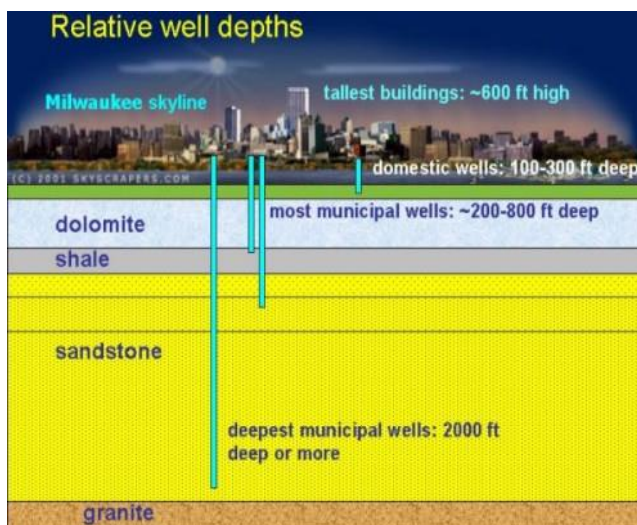 Relative well depths
Milwaukee skyline
tallest buildings: ~600 ft high
domestic wells: 100-300 ft deep
(C) 2001 SKYSCRAPERS.COM
most municipal wells: ~200-800 ft deep
dolomite
shale
sandstone
deepest municipal wells: 2000 ft
deep or more
granite